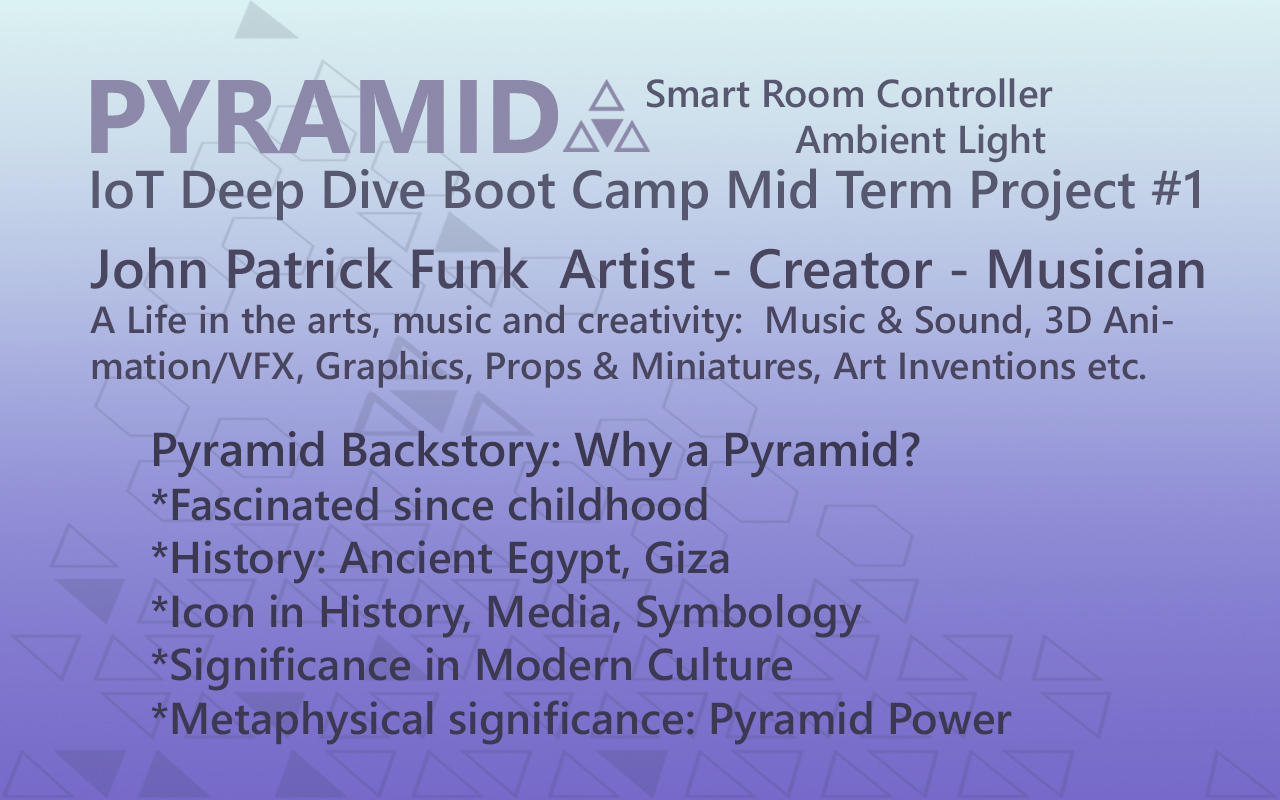 PYRAMID
Smart Room Controller
Ambient Light
IoT Deep Dive Boot Camp Mid Term Project #1
John Patrick Funk  Artist - Creator - Musician
A Life in the arts, music and creativity:  Music & Sound, 3D Ani-
mation/VFX, Graphics, Props & Miniatures, Art Inventions etc.
Pyramid Backstory: Why a Pyramid?
*Fascinated since childhood
*History: Ancient Egypt, Giza
*Icon in History, Media, Symbology
*Significance in Modern Culture
*Metaphysical significance: Pyramid Power